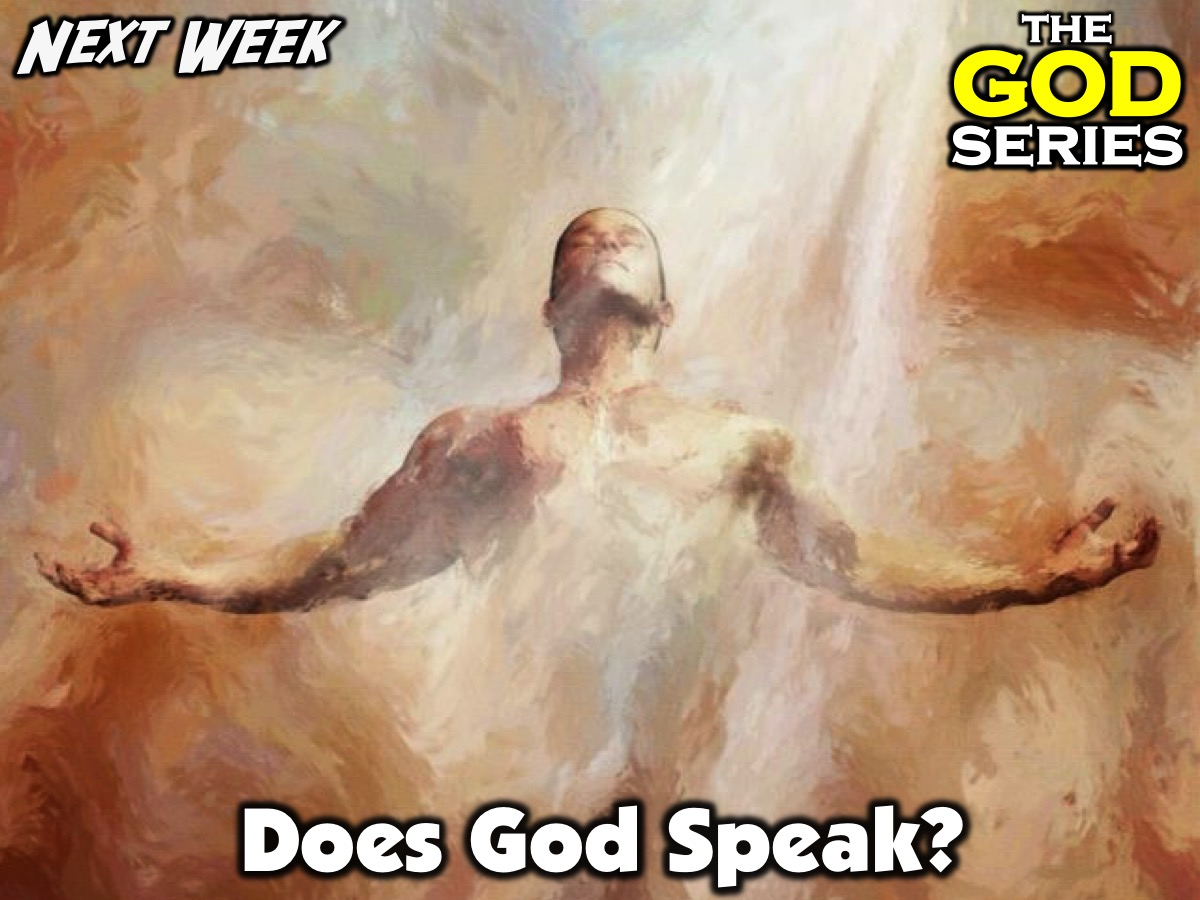 Next Week
THE
GOD
SERIES
Does God Speak?